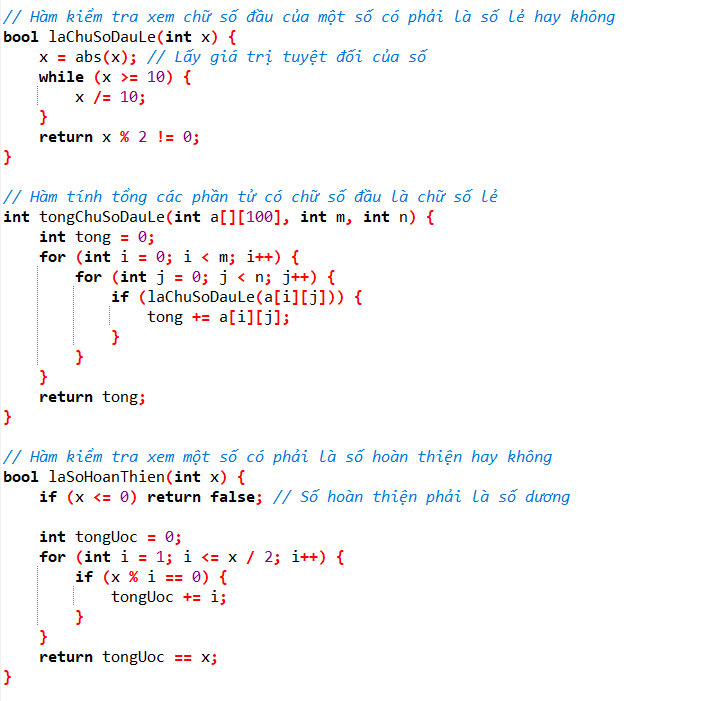 // Hàm kiểm tra xem chữ số đầu của một số có phải là số lẻ hay không
bool laChuSoDauLe(int x) {
    x = abs(x); // Lấy giá trị tuyệt đối của số
    while (x >= 10) {
        x /= 10;
    }
    return x % 2 != 0;
}

// Hàm tính tổng các phần tử có chữ số đầu là chữ số lẻ
int tongChuSoDauLe(int a[][100], int m, int n) {
    int tong = 0;
    for (int i = 0; i < m; i++) {
        for (int j = 0; j < n; j++) {
            if (laChuSoDauLe(a[i][j])) {
                tong += a[i][j];
            }
        }
    }
    return tong;
}

// Hàm kiểm tra xem một số có phải là số hoàn thiện hay không
bool laSoHoanThien(int x) {
    if (x <= 0) return false; // Số hoàn thiện phải là số dương

    int tongUoc = 0;
    for (int i = 1; i <= x / 2; i++) {
        if (x % i == 0) {
            tongUoc += i;
        }
    }
    return tongUoc == x;
}